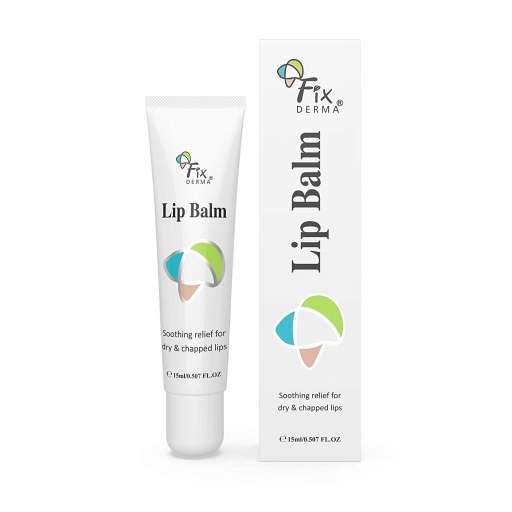 Fix
DERMA®
Lip Balm
Soothing relief for
dry & chapped lips
℮ 15ml/0.507 FL.OZ
Fix
DERMA®
Lip Balm
Soothing relief for
dry & chapped lips
℮ 15ml/0.507 FL.OZ